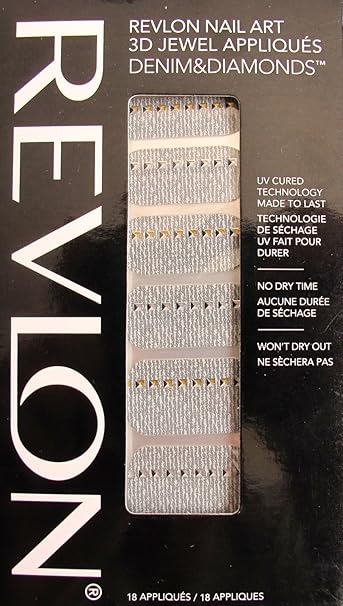 REVLON®
REVLON NAIL ART
3D JEWEL APPLIQUÉS
DENIM&DIAMONDS™
UV CURED
TECHNOLOGY
MADE TO LAST
TECHNOLOGIE
DE SÉCHAGE
UV FAIT POUR
DURER
NO DRY TIME
AUCUNE DURÉE
DE SÉCHAGE
WON'T DRY OUT
NE SÈCHERA PAS
18 APPLIQUÉS / 18 APPLIQUES